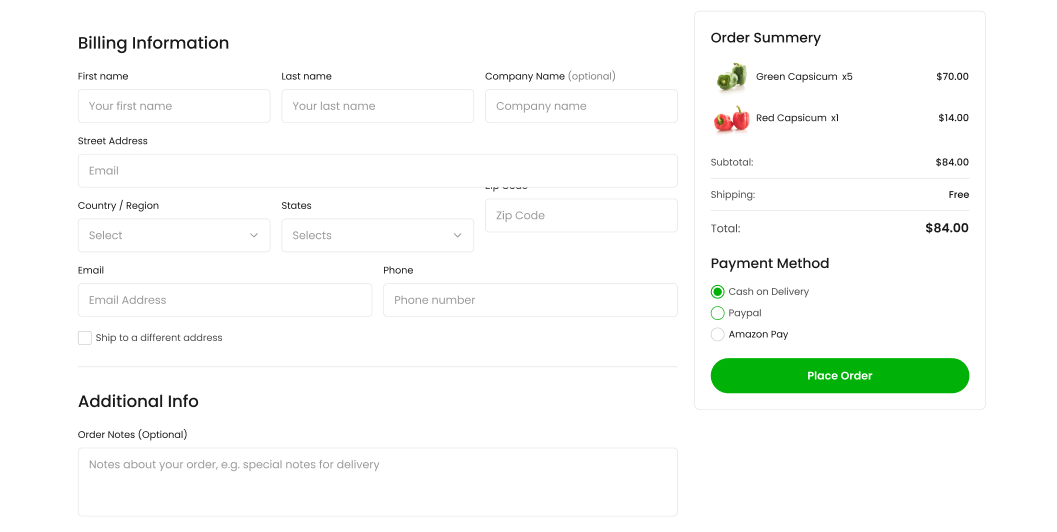 Billing Information
First name
Last name
Company Name (optional)
Your first name
Your last name
Company name
Street Address
Email
Country / Region
States
Zip Code
Select
Selects
Zip Code
Email
Phone
Email Address
Phone number
Ship to a different address
Additional Info
Order Notes (Optional)
Notes about your order, e.g. special notes for delivery
Order Summery
Green Capsicum x5 $70.00
Red Capsicum x1 $14.00
Subtotal: $84.00
Shipping: Free
Total: $84.00
Payment Method
Cash on Delivery
Paypal
Amazon Pay
Place Order